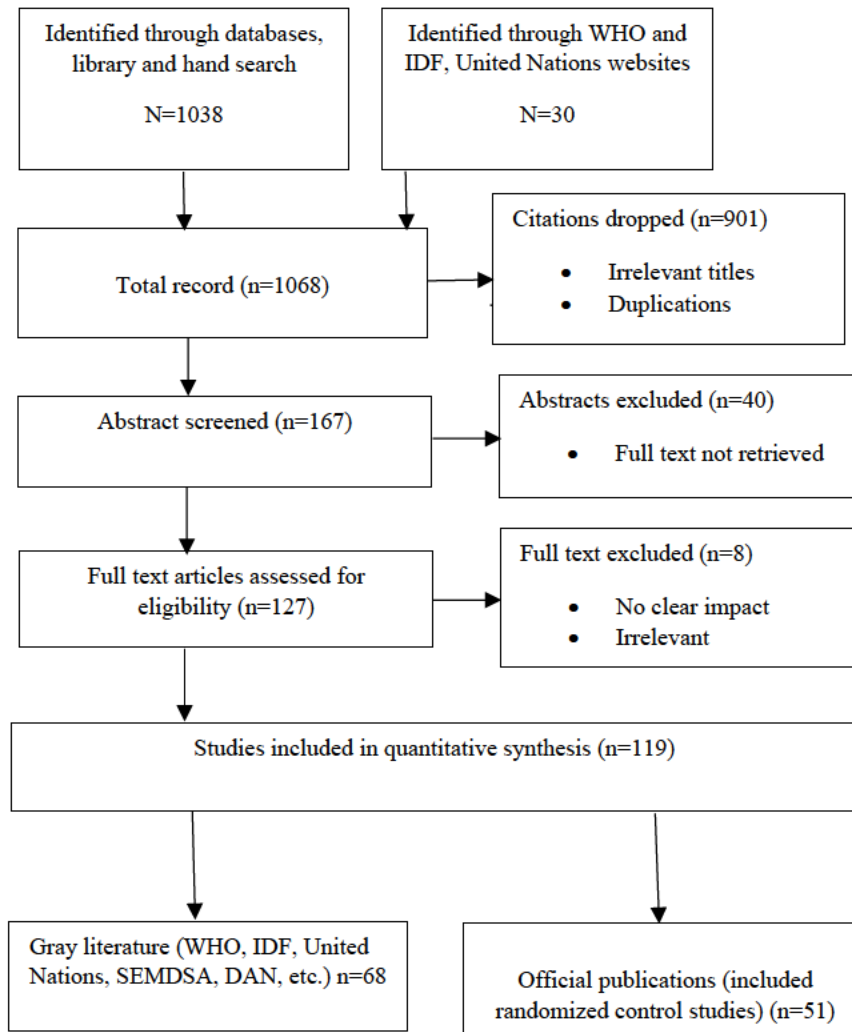 Identified through databases,
library and hand search
N=1038
Identified through WHO and
IDF, United Nations websites
N=30
Total record (n=1068)
Citations dropped (n=901)
• Irrelevant titles
• Duplications
Abstract screened (n=167)
Abstracts excluded (n=40)
• Full text not retrieved
Full text articles assessed for
eligibility (n=127)
Full text excluded (n=8)
• No clear impact
• Irrelevant
Studies included in quantitative synthesis (n=119)
Gray literature (WHO, IDF, United
Nations, SEMDSA, DAN, etc.) n=68
Official publications (included
randomized control studies) (n=51)